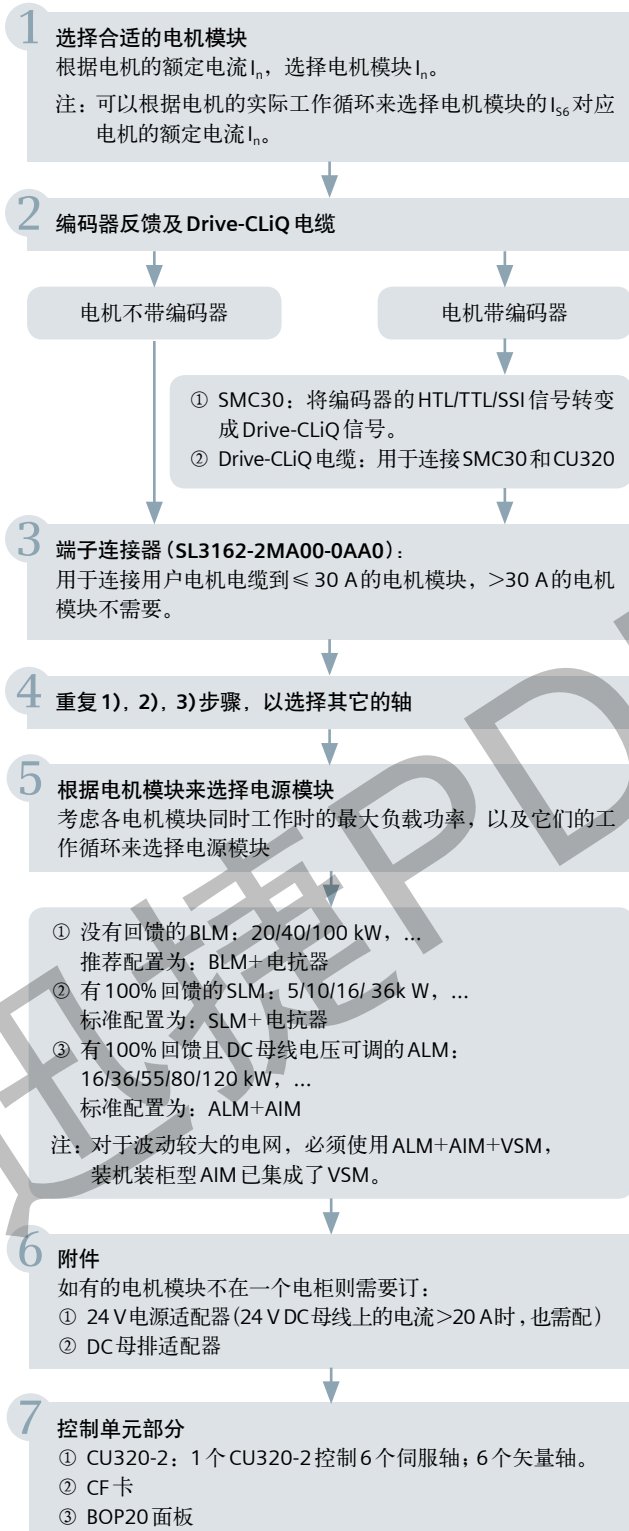 1
选择合适的电机模块
根据电机的额定电流Iₙ，选择电机模块Iₙ。
注：可以根据电机的实际工作循环来选择电机模块的I_S6对应
电机的额定电流Iₙ。
2
编码器反馈及Drive-CLiQ电缆
电机不带编码器
电机带编码器
① SMC30：将编码器的HTL/TTL/SSI信号转变
成Drive-CLiQ信号。
② Drive-CLiQ电缆：用于连接SMC30和CU320
3
端子连接器（SL3162-2MA00-0AA0）：
用于连接用户电机电缆到≤ 30 A的电机模块，＞30 A的电机
模块不需要。
4
重复1)，2)，3)步骤，以选择其它的轴
5
根据电机模块来选择电源模块
考虑各电机模块同时工作时的最大负载功率，以及它们的工
作循环来选择电源模块
① 没有回馈的BLM：20/40/100 kW，...
推荐配置为：BLM＋电抗器
② 有100%回馈的SLM：5/10/16/ 36k W，...
标准配置为：SLM＋电抗器
③ 有100%回馈且DC母线电压可调的ALM：
16/36/55/80/120 kW，...
标准配置为：ALM＋AIM
注：对于波动较大的电网，必须使用ALM＋AIM＋VSM，
装机装柜型AIM已集成了VSM。
6
附件
如有的电机模块不在一个电柜则需要订：
① 24 V电源适配器（24 V DC母线上的电流＞20 A时，也需配）
② DC母排适配器
7
控制单元部分
① CU320-2：1个CU320-2控制6个伺服轴；6个矢量轴。
② CF卡
③ BOP20面板
迅捷PD